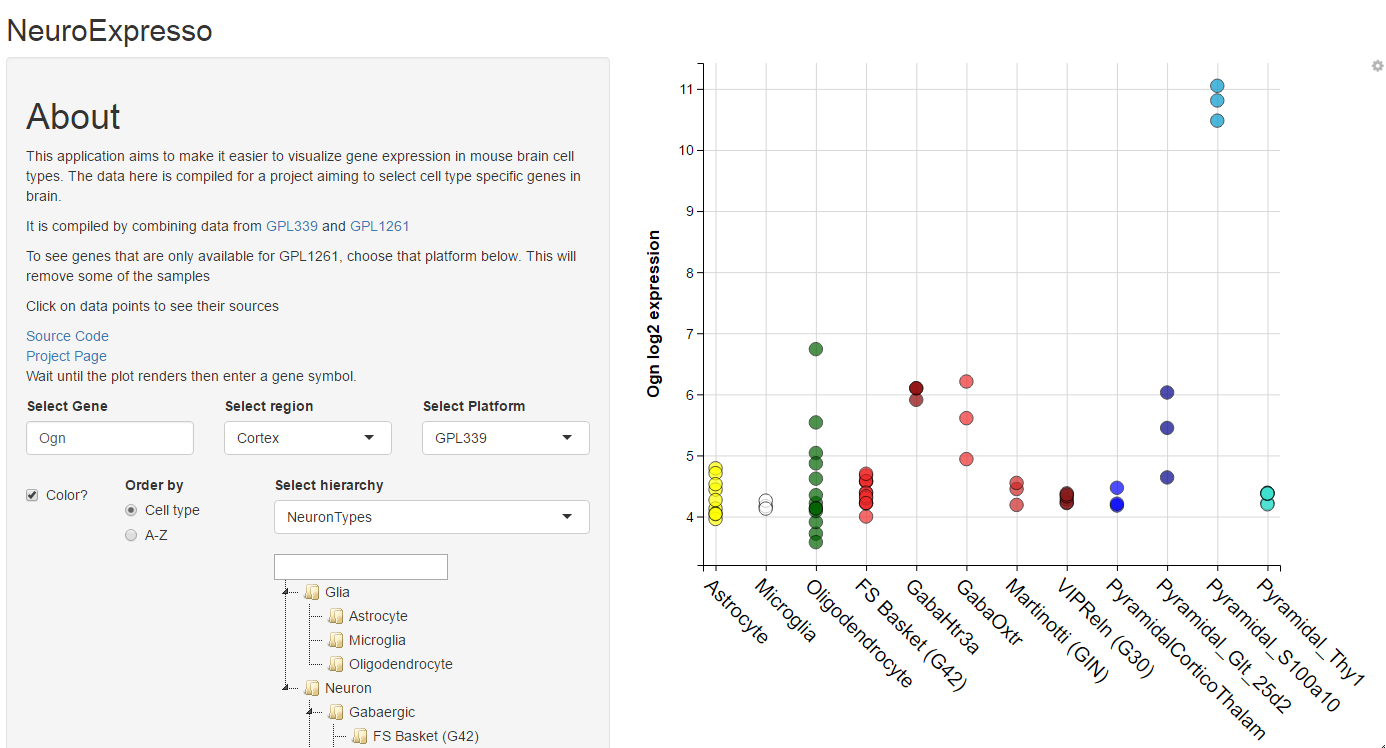 NeuroExpresso
About
This application aims to make it easier to visualize gene expression in mouse brain cell
types. The data here is compiled for a project aiming to select cell type specific genes in
brain.
It is compiled by combining data from GPL339 and GPL1261
To see genes that are only available for GPL1261, choose that platform below. This will
remove some of the samples
Click on data points to see their sources
Source Code
Project Page
Wait until the plot renders then enter a gene symbol.
Select Gene
Select region
Select Platform
Ogn
Cortex
GPL339
Color?
Order by
Cell type
A-Z
Select hierarchy
NeuronTypes
Glia
Astrocyte
Microglia
Oligodendrocyte
Neuron
Gabaergic
FS Basket (G42)
Ogn log2 expression
11
10
9
8
7
6
5
4
Astrocyte
Microglia
Oligodendrocyte
FS Basket (G42)
GabaHtr3a
GabaOxtr
Martinotti (GIN)
VIPReln (G30)
PyramidalCorticoThalam
Pyramidal_Glt_25d2
Pyramidal_S100a10
Pyramidal_Thy1